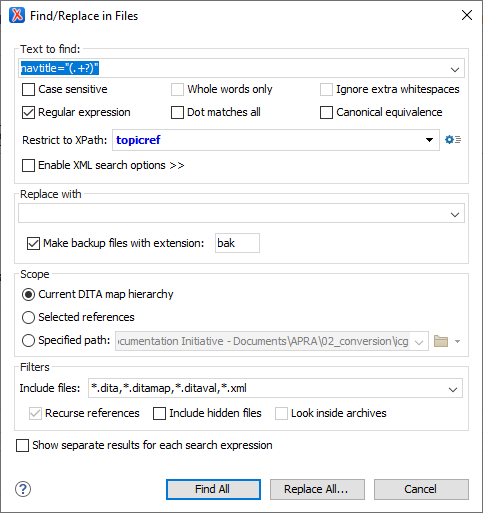 Find/Replace in Files
Text to find:
navtitle="(.+?)"
Case sensitive
Whole words only
Ignore extra whitespaces
Regular expression
Dot matches all
Canonical equivalence
Restrict to XPath: topicref
Enable XML search options >>
Replace with
Make backup files with extension: bak
Scope
Current DITA map hierarchy
Selected references
Specified path: ocumentation Initiative - Documents\APRA\02_conversion\icg
Filters
Include files: *.dita,*.ditamap,*.ditaval,*.xml
Recurse references
Include hidden files
Look inside archives
Show separate results for each search expression
? Find All Replace All... Cancel